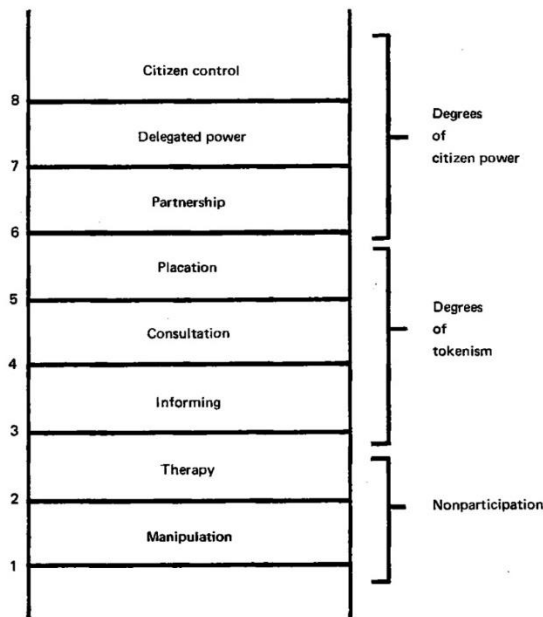 Citizen control
8
Delegated power
7
Partnership
6
Placation
5
Consultation
4
Informing
3
Therapy
2
Manipulation
1
Degrees
of
citizen power
Degrees
of
tokenism
Nonparticipation